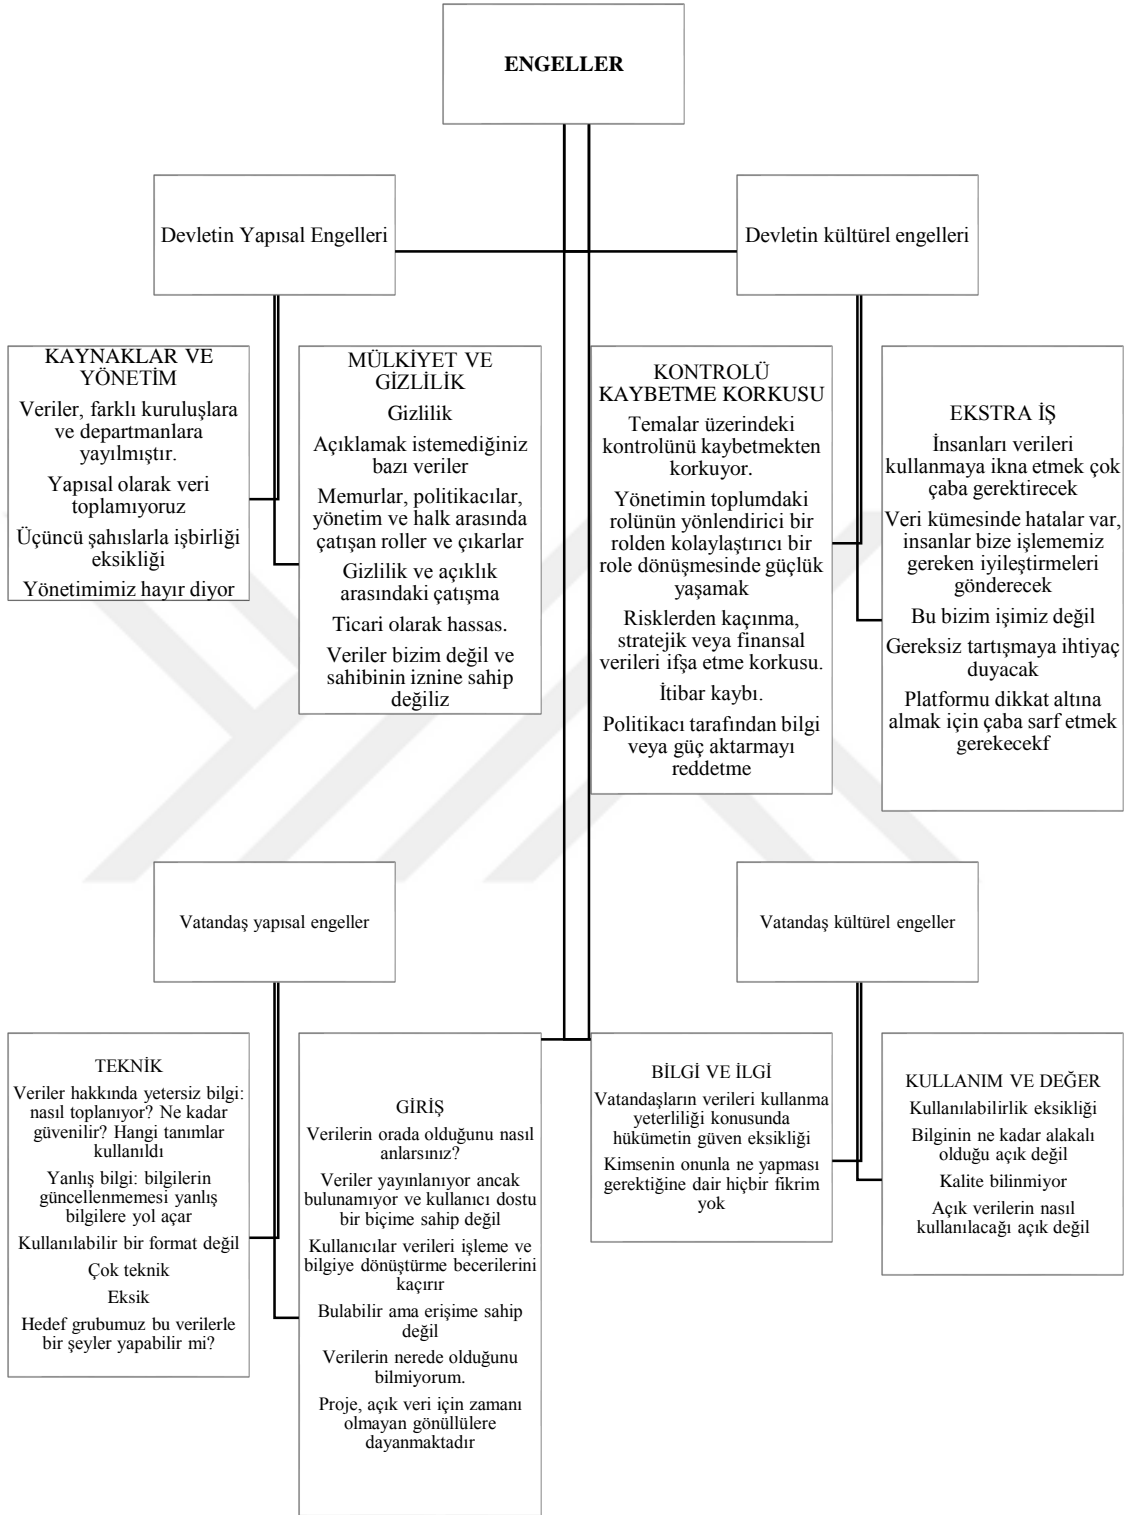 ENGELLER
Devletin Yapısal Engelleri
Devletin kültürel engelleri
KAYNAKLAR VE
YÖNETİM
Veriler, farklı kuruluşlara
ve departmanlara
yayılmıştır.
Yapısal olarak veri
toplamıyoruz
Üçüncü şahıslarla işbirliği
eksikliği
Yönetimimiz hayır diyor
MÜLKİYET VE
GİZLİLİK
Gizlilik
Açıklamak istemediğiniz
bazı veriler
Memurlar, politikacılar,
yönetim ve halk arasında
çatışan roller ve çıkarlar
Gizlilik ve açıklık
arasındaki çatışma
Ticari olarak hassas.
Veriler bizim değil ve
sahibinin iznine sahip
değiliz
KONTROLÜ
KAYBETME KORKUSU
Temalar üzerindeki
kontrolünü kaybetmekten
korkuyor.
Yönetimin toplumdaki
rolünün yönlendirici bir
rolden kolaylaştırıcı bir
role dönüşmesinde güçlük
yaşamak
Risklerden kaçınma,
stratejik veya finansal
verileri ifşa etme korkusu.
İtibar kaybı.
Politikacı tarafından bilgi
veya güç aktarmayı
reddetme
EKSTRA İŞ
İnsanları verileri
kullanmaya ikna etmek çok
çaba gerektirecek
Veri kümesinde hatalar var,
insanlar bize işlememiz
gereken iyileştirmeleri
gönderecek
Bu bizim işimiz değil
Gereksiz tartışmaya ihtiyaç
duyacak
Platformu dikkat altına
almak için çaba sarf etmek
gerekecekf
Vatandaş yapısal engeller
Vatandaş kültürel engeller
TEKNİK
Veriler hakkında yetersiz bilgi:
nasıl toplanıyor? Ne kadar
güvenilir? Hangi tanımlar
kullanıldı
Yanlış bilgi: bilgilerin
güncellenmemesi yanlış
bilgilere yol açar
Kullanılabilir bir format değil
Çok teknik
Eksik
Hedef grubumuz bu verilerle
bir şeyler yapabilir mi?
GİRİŞ
Verilerin orada olduğunu nasıl
anlarsınız?
Veriler yayınlanıyor ancak
bulunamıyor ve kullanıcı dostu
bir biçime sahip değil
Kullanıcılar verileri işleme ve
bilgiye dönüştürme becerilerini
kaçırır
Bulabilir ama erişime sahip
değil
Verilerin nerede olduğunu
bilmiyorum.
Proje, açık veri için zamanı
olmayan gönüllülere
dayanmaktadır
BİLGİ VE İLGİ
Vatandaşların verileri kullanma
yeterliliği konusunda
hükümetin güven eksikliği
Kimsenin onunla ne yapması
gerektiğine dair hiçbir fikrim
yok
KULLANIM VE DEĞER
Kullanılabilirlik eksikliği
Bilginin ne kadar alakalı
olduğu açık değil
Kalite bilinmiyor
Açık verilerin nasıl
kullanılacağı açık değil